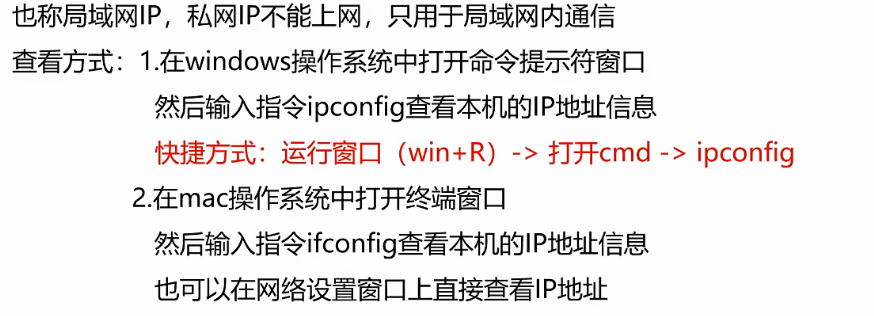 也称局域网IP，私网IP不能上网，只用于局域网内通信
查看方式：1.在windows操作系统中打开命令提示符窗口
然后输入指令ipconfig查看本机的IP地址信息
快捷方式：运行窗口（win+R）-> 打开cmd -> ipconfig
2.在mac操作系统中打开终端窗口
然后输入指令ifconfig查看本机的IP地址信息
也可以在网络设置窗口上直接查看IP地址